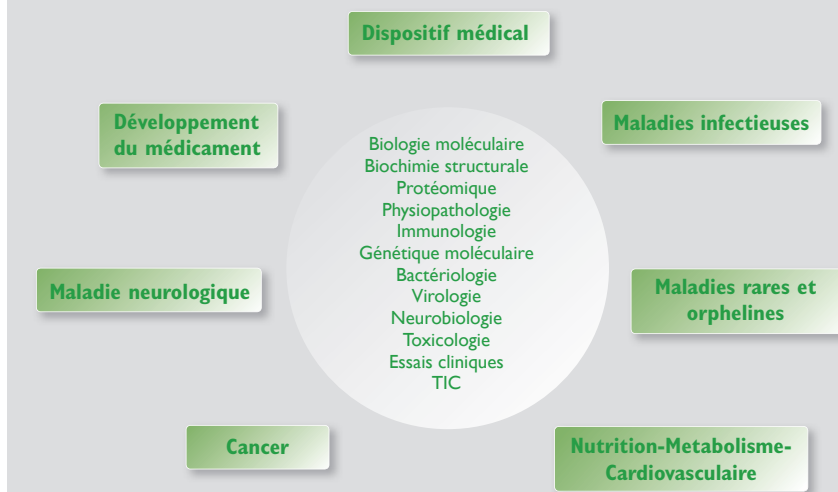 Dispositif médical
Développement
du médicament
Maladies infectieuses
Biologie moléculaire
Biochimie structurale
Protéomique
Physiopathologie
Immunologie
Génétique moléculaire
Bactériologie
Virologie
Neurobiologie
Toxicologie
Essais cliniques
TIC
Maladie neurologique
Maladies rares et
orphelines
Cancer
Nutrition-Metabolisme-
Cardiovasculaire